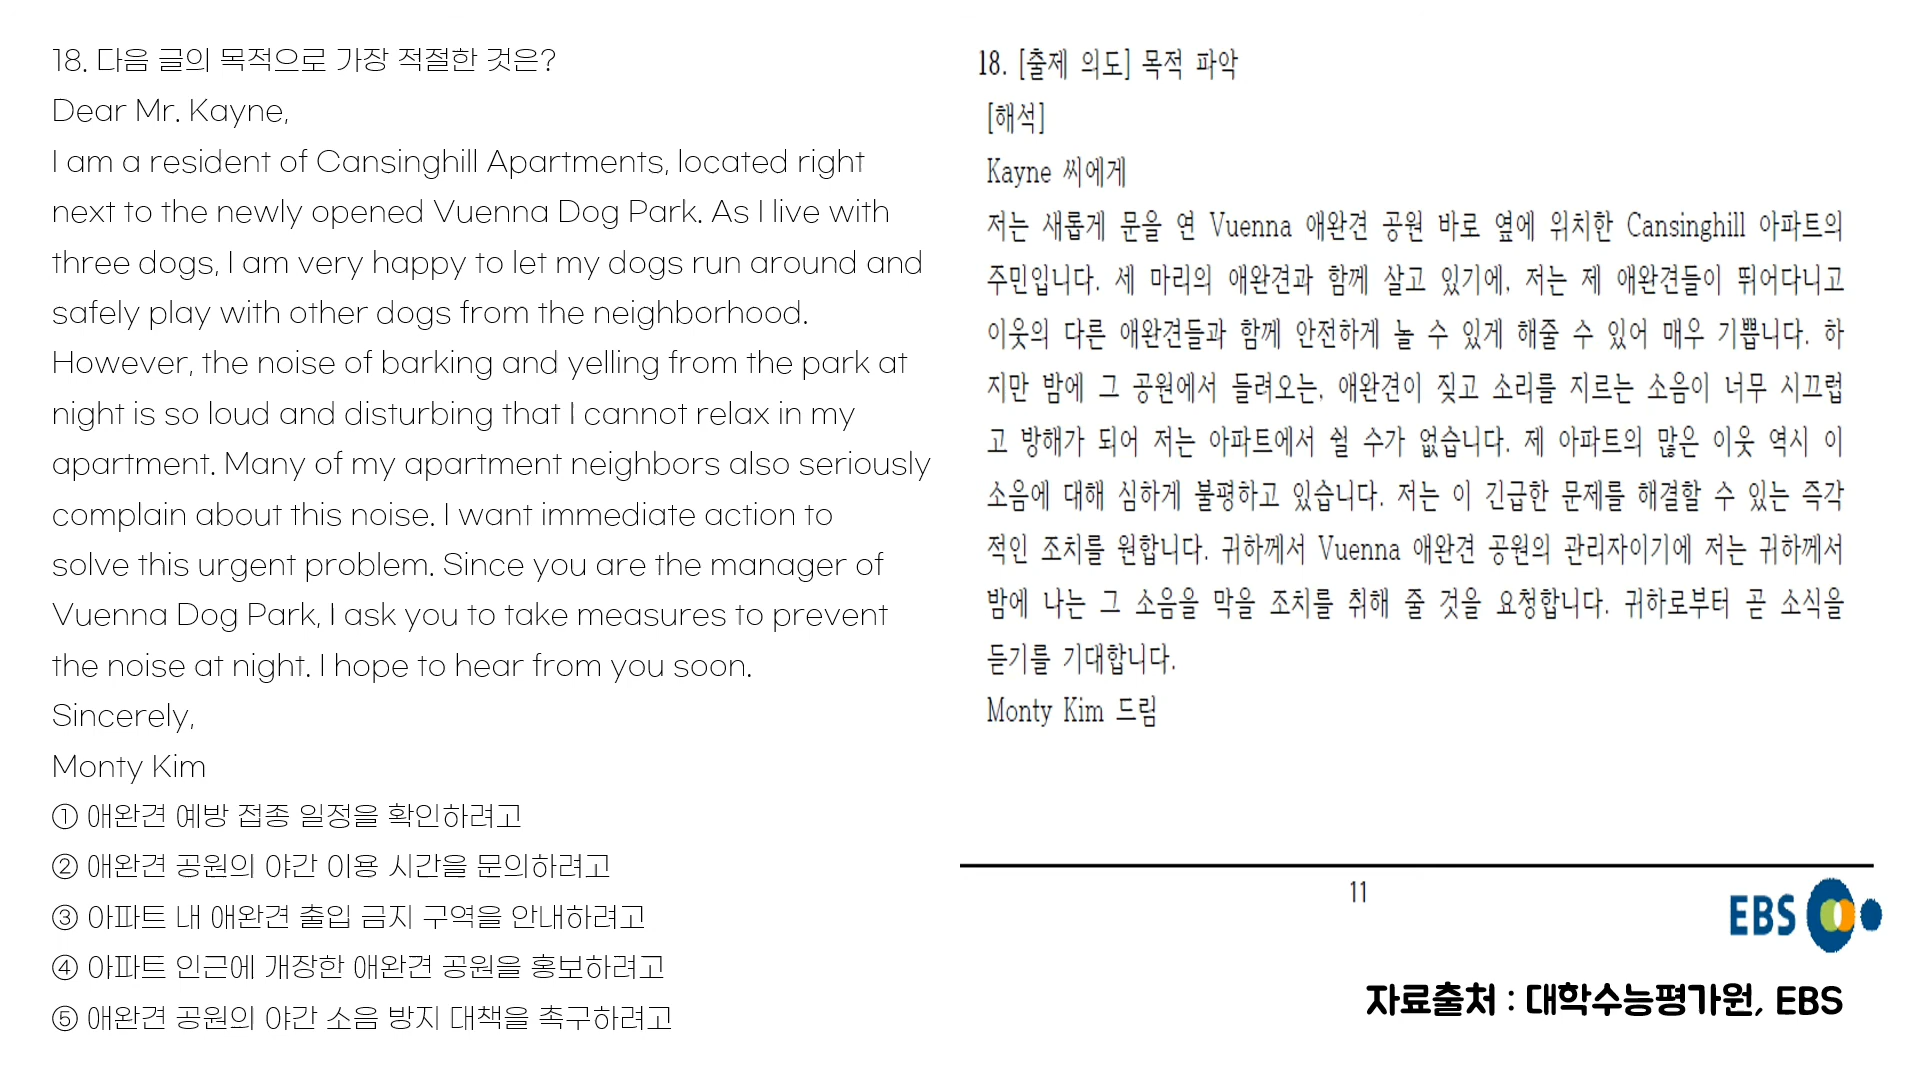 18. 다음 글의 목적으로 가장 적절한 것은?
Dear Mr. Kayne,
I am a resident of Cansinghill Apartments, located right
next to the newly opened Vuenna Dog Park. As I live with
three dogs, I am very happy to let my dogs run around and
safely play with other dogs from the neighborhood.
However, the noise of barking and yelling from the park at
night is so loud and disturbing that I cannot relax in my
apartment. Many of my apartment neighbors also seriously
complain about this noise. I want immediate action to
solve this urgent problem. Since you are the manager of
Vuenna Dog Park, I ask you to take measures to prevent
the noise at night. I hope to hear from you soon.
Sincerely,
Monty Kim
① 애완견 예방 접종 일정을 확인하려고
② 애완견 공원의 야간 이용 시간을 문의하려고
③ 아파트 내 애완견 출입 금지 구역을 안내하려고
④ 아파트 인근에 개장한 애완견 공원을 홍보하려고
⑤ 애완견 공원의 야간 소음 방지 대책을 촉구하려고
18. [출제 의도] 목적 파악
[해석]
Kayne 씨에게
저는 새롭게 문을 연 Vuenna 애완견 공원 바로 옆에 위치한 Cansinghill 아파트의
주민입니다. 세 마리의 애완견과 함께 살고 있기에, 저는 제 애완견들이 뛰어다니고
이웃의 다른 애완견들과 함께 안전하게 놀 수 있게 해줄 수 있어 매우 기쁩니다. 하
지만 밤에 그 공원에서 들려오는, 애완견이 짖고 소리를 지르는 소음이 너무 시끄럽
고 방해가 되어 저는 아파트에서 쉴 수가 없습니다. 제 아파트의 많은 이웃 역시 이
소음에 대해 심하게 불평하고 있습니다. 저는 이 긴급한 문제를 해결할 수 있는 즉각
적인 조치를 원합니다. 귀하께서 Vuenna 애완견 공원의 관리자이기에 저는 귀하께서
밤에 나는 그 소음을 막을 조치를 취해 줄 것을 요청합니다. 귀하로부터 곧 소식을
듣기를 기대합니다.
Monty Kim 드림
11
EBS
자료출처 : 대학수능평가원, EBS